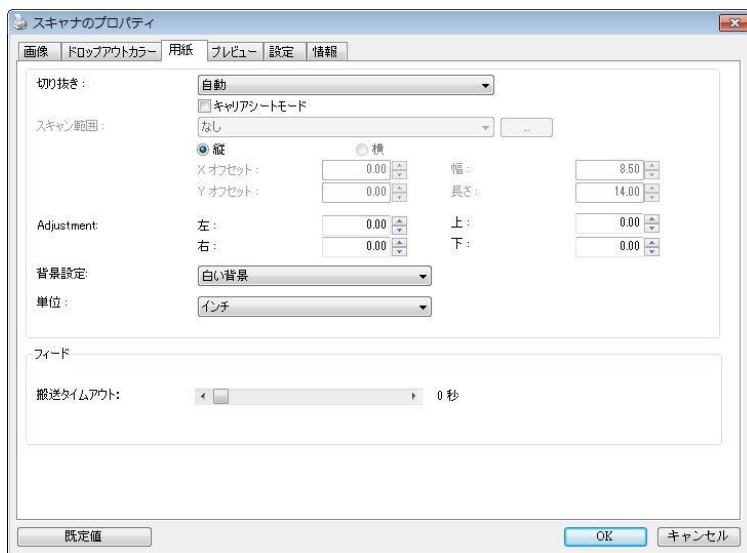 スキャナのプロパティ
画像 ドロップアウトカラー 用紙 プレビュー 設定 情報
切り抜き： 自動
キャリアシートモード
スキャン範囲： なし ...
縦 横
X オフセット： 0.00 幅： 8.50
Y オフセット： 0.00 長さ： 14.00
Adjustment: 左： 0.00 上： 0.00
右： 0.00 下： 0.00
背景設定: 白い背景
単位： インチ
フィード
搬送タイムアウト: 0 秒
既定値 OK キャンセル